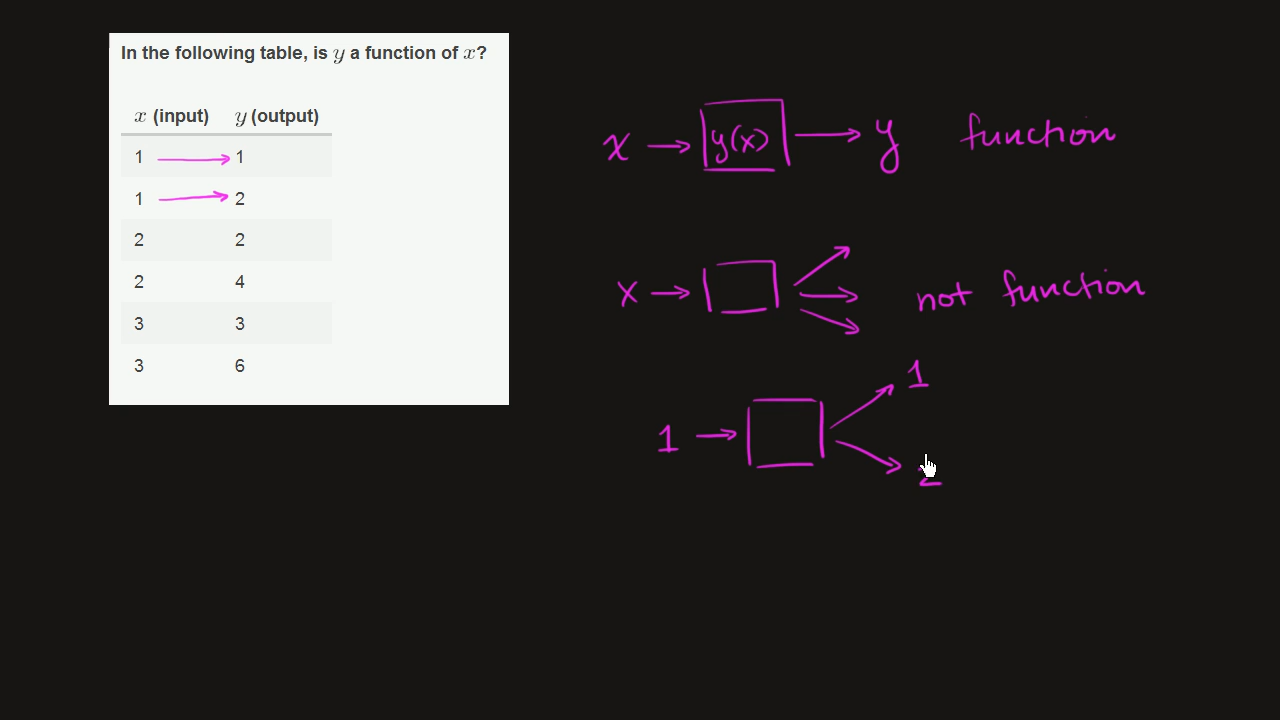 In the following table, is y a function of x?
x (input) y (output)
1 → 1
1 → 2
2 2
2 4
3 3
3 6
x → y(x) → y function
x → not function
1
1 →
2